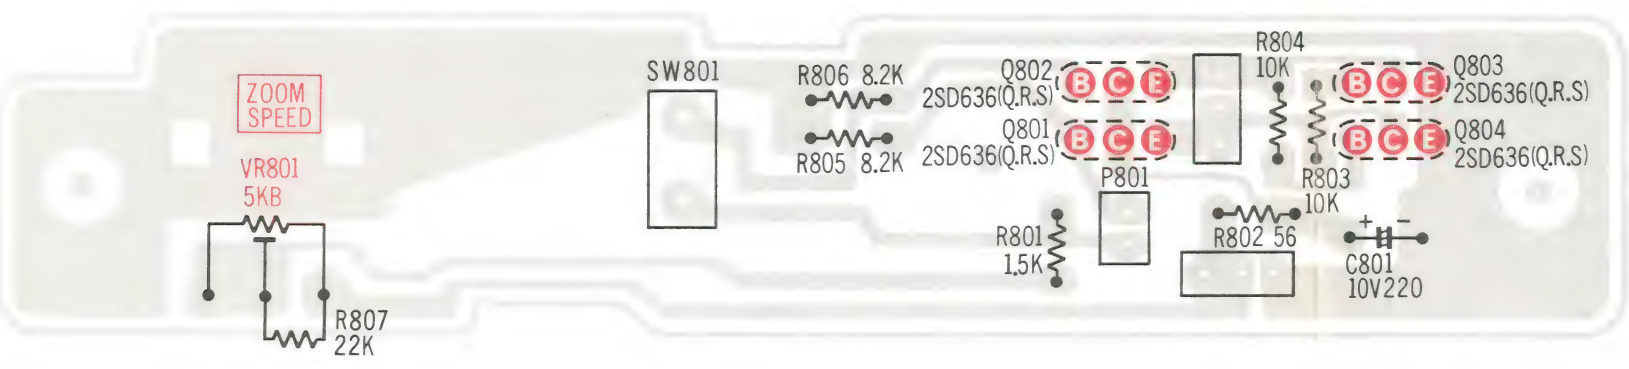 ZOOM
SPEED
VR801
5KB
R807
22K
SW801
R806 8.2K
R805 8.2K
Q802
2SD636(Q.R.S)
B C E
Q801
2SD636(Q.R.S)
B C E
P801
R801
1.5K
R804
10K
R803
10K
R802 56
B C E
Q803
2SD636(Q.R.S)
B C E
Q804
2SD636(Q.R.S)
+ -
C801
10V220